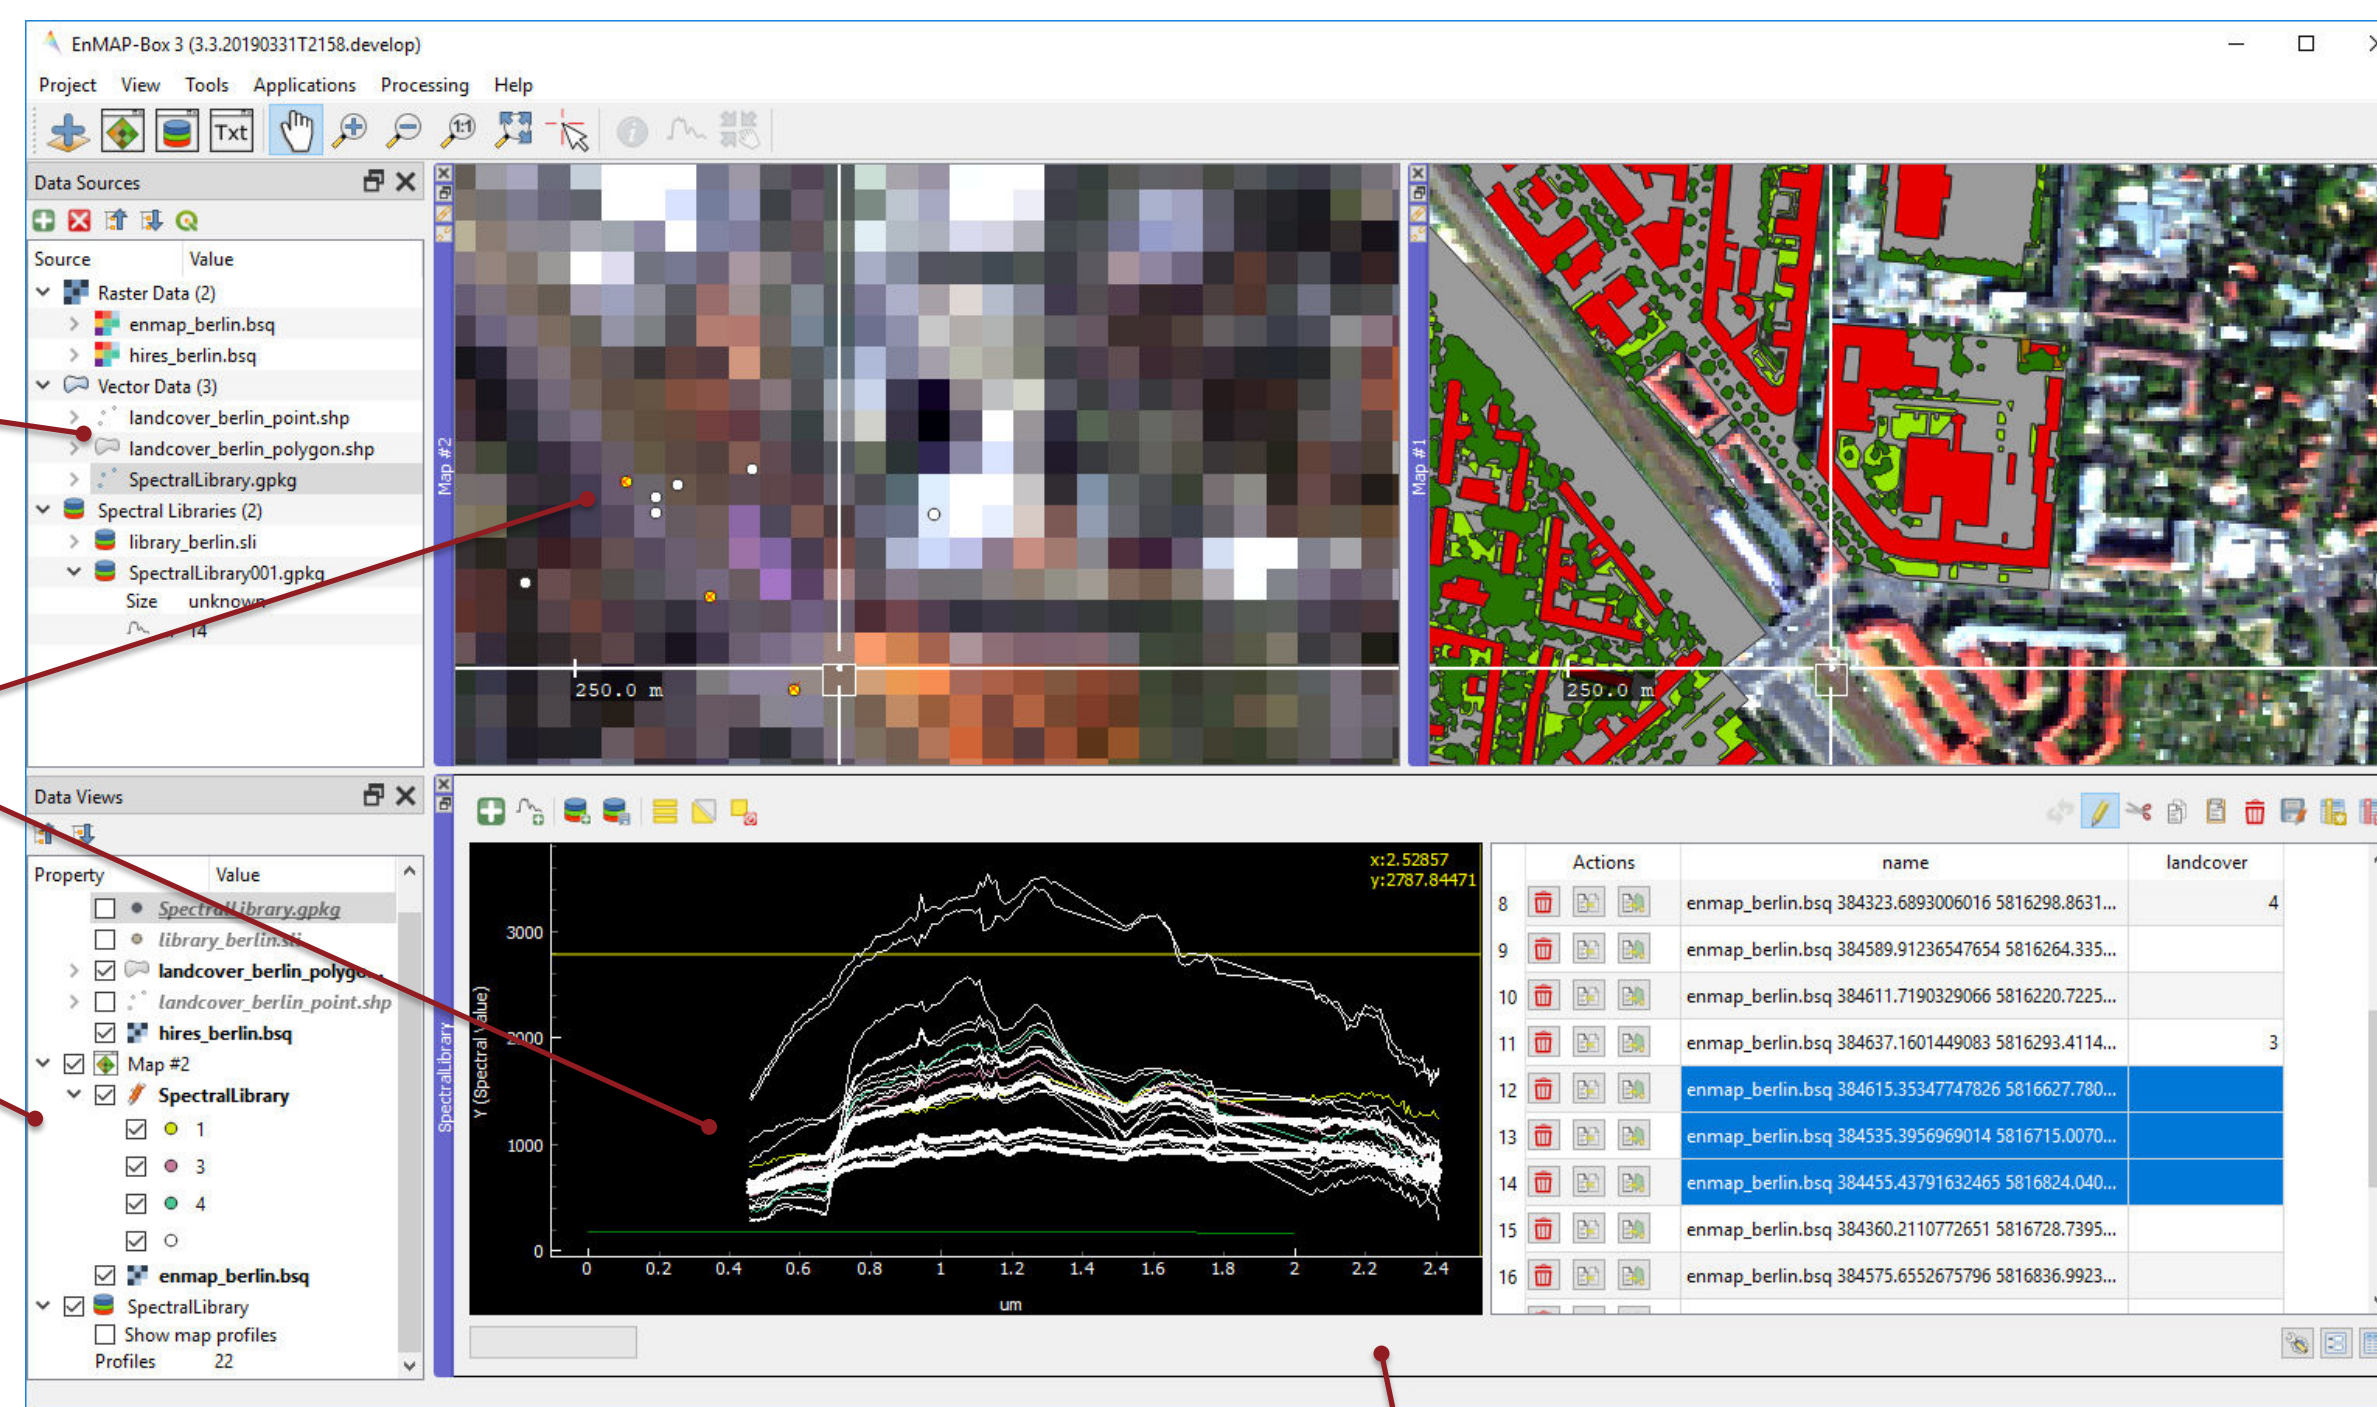 EnMAP-Box 3 (3.3.20190331T2158.develop)
Project View Tools Applications Processing Help
Txt 1:1
Data Sources
Source Value
Raster Data (2)
enmap_berlin.bsq
hires_berlin.bsq
Vector Data (3)
landcover_berlin_point.shp
landcover_berlin_polygon.shp
SpectralLibrary.gpkg
Spectral Libraries (2)
library_berlin.sli
SpectralLibrary001.gpkg
Size unknown
14
Map #2
250.0 m
Map #1
250.0 m
Data Views
Property Value
SpectralLibrary.gpkg
library_berlin.sli
landcover_berlin_polygon...
landcover_berlin_point.shp
hires_berlin.bsq
Map #2
SpectralLibrary
1
3
4
enmap_berlin.bsq
SpectralLibrary
Show map profiles
Profiles 22
SpectralLibrary
x:2.52857
y:2787.84471
Y (Spectral Value)
3000
2000
1000
0
0 0.2 0.4 0.6 0.8 1 1.2 1.4 1.6 1.8 2 2.2 2.4
um
Actions name landcover
8 enmap_berlin.bsq 384323.6893006016 5816298.8631... 4
9 enmap_berlin.bsq 384589.91236547654 5816264.335...
10 enmap_berlin.bsq 384611.7190329066 5816220.7225...
11 enmap_berlin.bsq 384637.1601449083 5816293.4114... 3
12 enmap_berlin.bsq 384615.35347747826 5816627.780...
13 enmap_berlin.bsq 384535.3956969014 5816715.0070...
14 enmap_berlin.bsq 384455.43791632465 5816824.040...
15 enmap_berlin.bsq 384360.2110772651 5816728.7395...
16 enmap_berlin.bsq 384575.6552675796 5816836.9923...